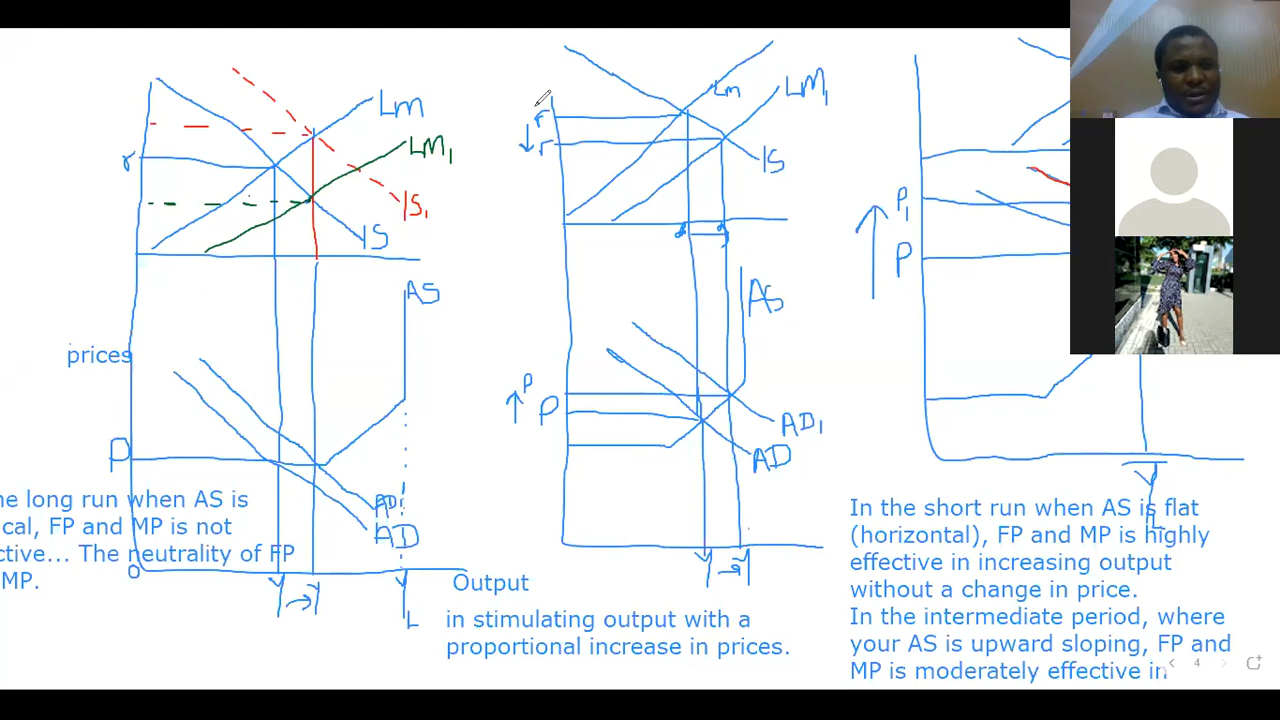 LM
LM1
r
IS1
IS
AS
prices
P
AD1
AD
0
Output
Y
Y
Y
L
he long run when AS is
ical, FP and MP is not
ective... The neutrality of FP
MP.
r
r
Lm
LM1
IS
AS
P
P
AD1
AD
Y
Y
in stimulating output with a
proportional increase in prices.
P1
P
Y
L
In the short run when AS is flat
(horizontal), FP and MP is highly
effective in increasing output
without a change in price.
In the intermediate period, where
your AS is upward sloping, FP and
MP is moderately effective in
4